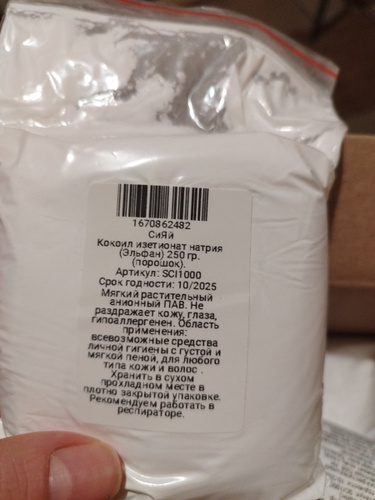 1670862482
СиЯй
Кокоил изетионат натрия
(Эльфан) 250 гр.
(порошок).
Артикул: SCI1000
Срок годности: 10/2025
Мягкий растительный
анионный ПАВ. Не
раздражает кожу, глаза,
гипоаллергенен. Область
применения:
всевозможные средства
личной гигиены с густой и
мягкой пеной, для любого
типа кожи и волос .
Хранить в сухом
прохладном месте в
плотно закрытой упаковке.
Рекомендуем работать в
респираторе.